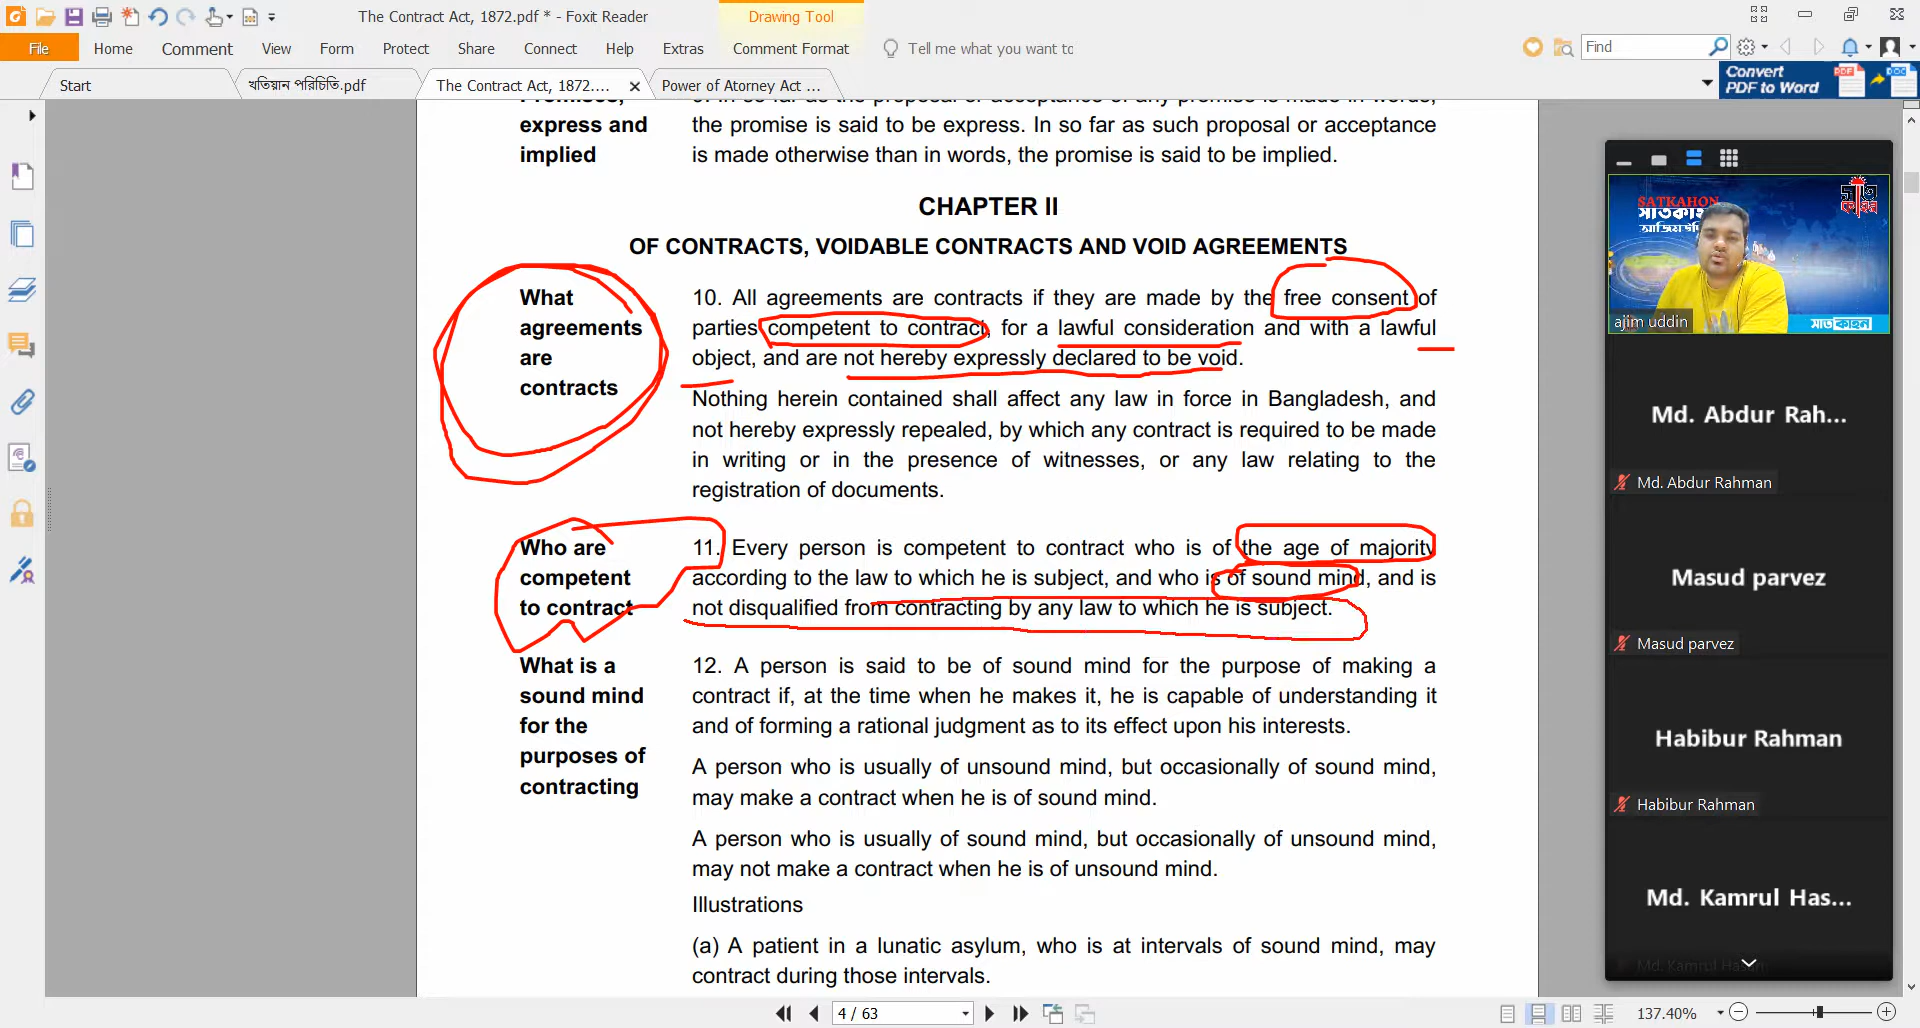 The Contract Act, 1872.pdf * - Foxit Reader
Drawing Tool
File Home Comment View Form Protect Share Connect Help Extras Comment Format Tell me what you want to
Find
Start
খতিয়ান পরিচিতি.pdf
The Contract Act, 1872....
Power of Atorney Act ...
Convert
PDF to Word
express and
implied
the promise is said to be express. In so far as such proposal or acceptance
is made otherwise than in words, the promise is said to be implied.
CHAPTER II
OF CONTRACTS, VOIDABLE CONTRACTS AND VOID AGREEMENTS
What
agreements
are
contracts
10. All agreements are contracts if they are made by the free consent of
parties competent to contract, for a lawful consideration and with a lawful
object, and are not hereby expressly declared to be void.
Nothing herein contained shall affect any law in force in Bangladesh, and
not hereby expressly repealed, by which any contract is required to be made
in writing or in the presence of witnesses, or any law relating to the
registration of documents.
Who are
competent
to contract
11. Every person is competent to contract who is of the age of majority
according to the law to which he is subject, and who is of sound mind, and is
not disqualified from contracting by any law to which he is subject.
What is a
sound mind
for the
purposes of
contracting
12. A person is said to be of sound mind for the purpose of making a
contract if, at the time when he makes it, he is capable of understanding it
and of forming a rational judgment as to its effect upon his interests.
A person who is usually of unsound mind, but occasionally of sound mind,
may make a contract when he is of sound mind.
A person who is usually of sound mind, but occasionally of unsound mind,
may not make a contract when he is of unsound mind.
Illustrations
(a) A patient in a lunatic asylum, who is at intervals of sound mind, may
contract during those intervals.
SATKAHON
সাতকাহন
ajim uddin
সাতকাহন
Md. Abdur Rah...
Md. Abdur Rahman
Masud parvez
Masud parvez
Habibur Rahman
Habibur Rahman
Md. Kamrul Has...
4 / 63
137.40%